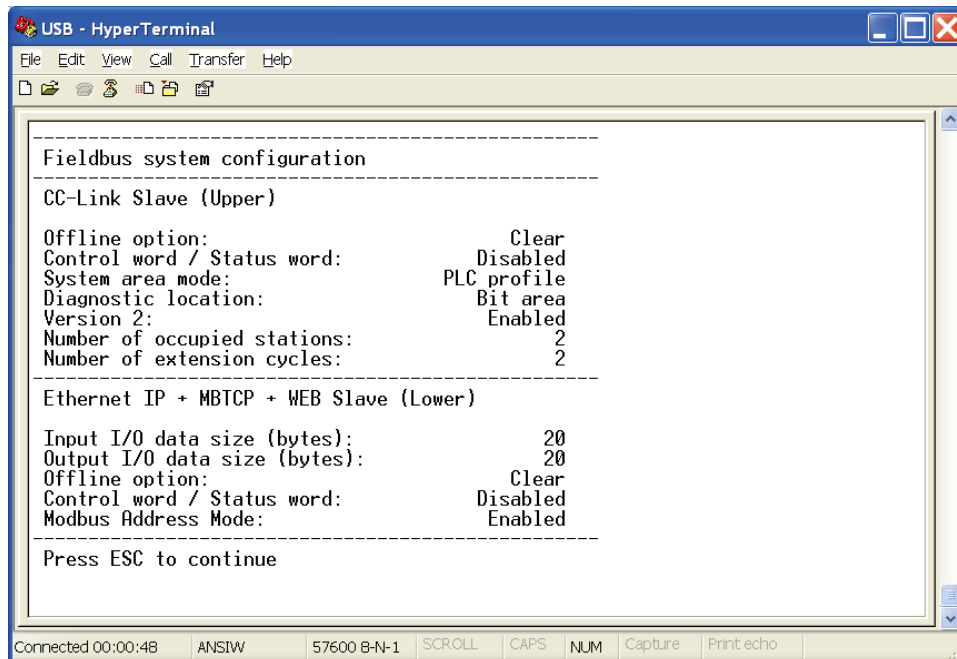 USB - HyperTerminal
File Edit View Call Transfer Help
Fieldbus system configuration
CC-Link Slave (Upper)
Offline option: Clear
Control word / Status word: Disabled
System area mode: PLC profile
Diagnostic location: Bit area
Version 2: Enabled
Number of occupied stations: 2
Number of extension cycles: 2
Ethernet IP + MBTCP + WEB Slave (Lower)
Input I/O data size (bytes): 20
Output I/O data size (bytes): 20
Offline option: Clear
Control word / Status word: Disabled
Modbus Address Mode: Enabled
Press ESC to continue
Connected 00:00:48 ANSIW 57600 8-N-1 SCROLL CAPS NUM Capture Print echo